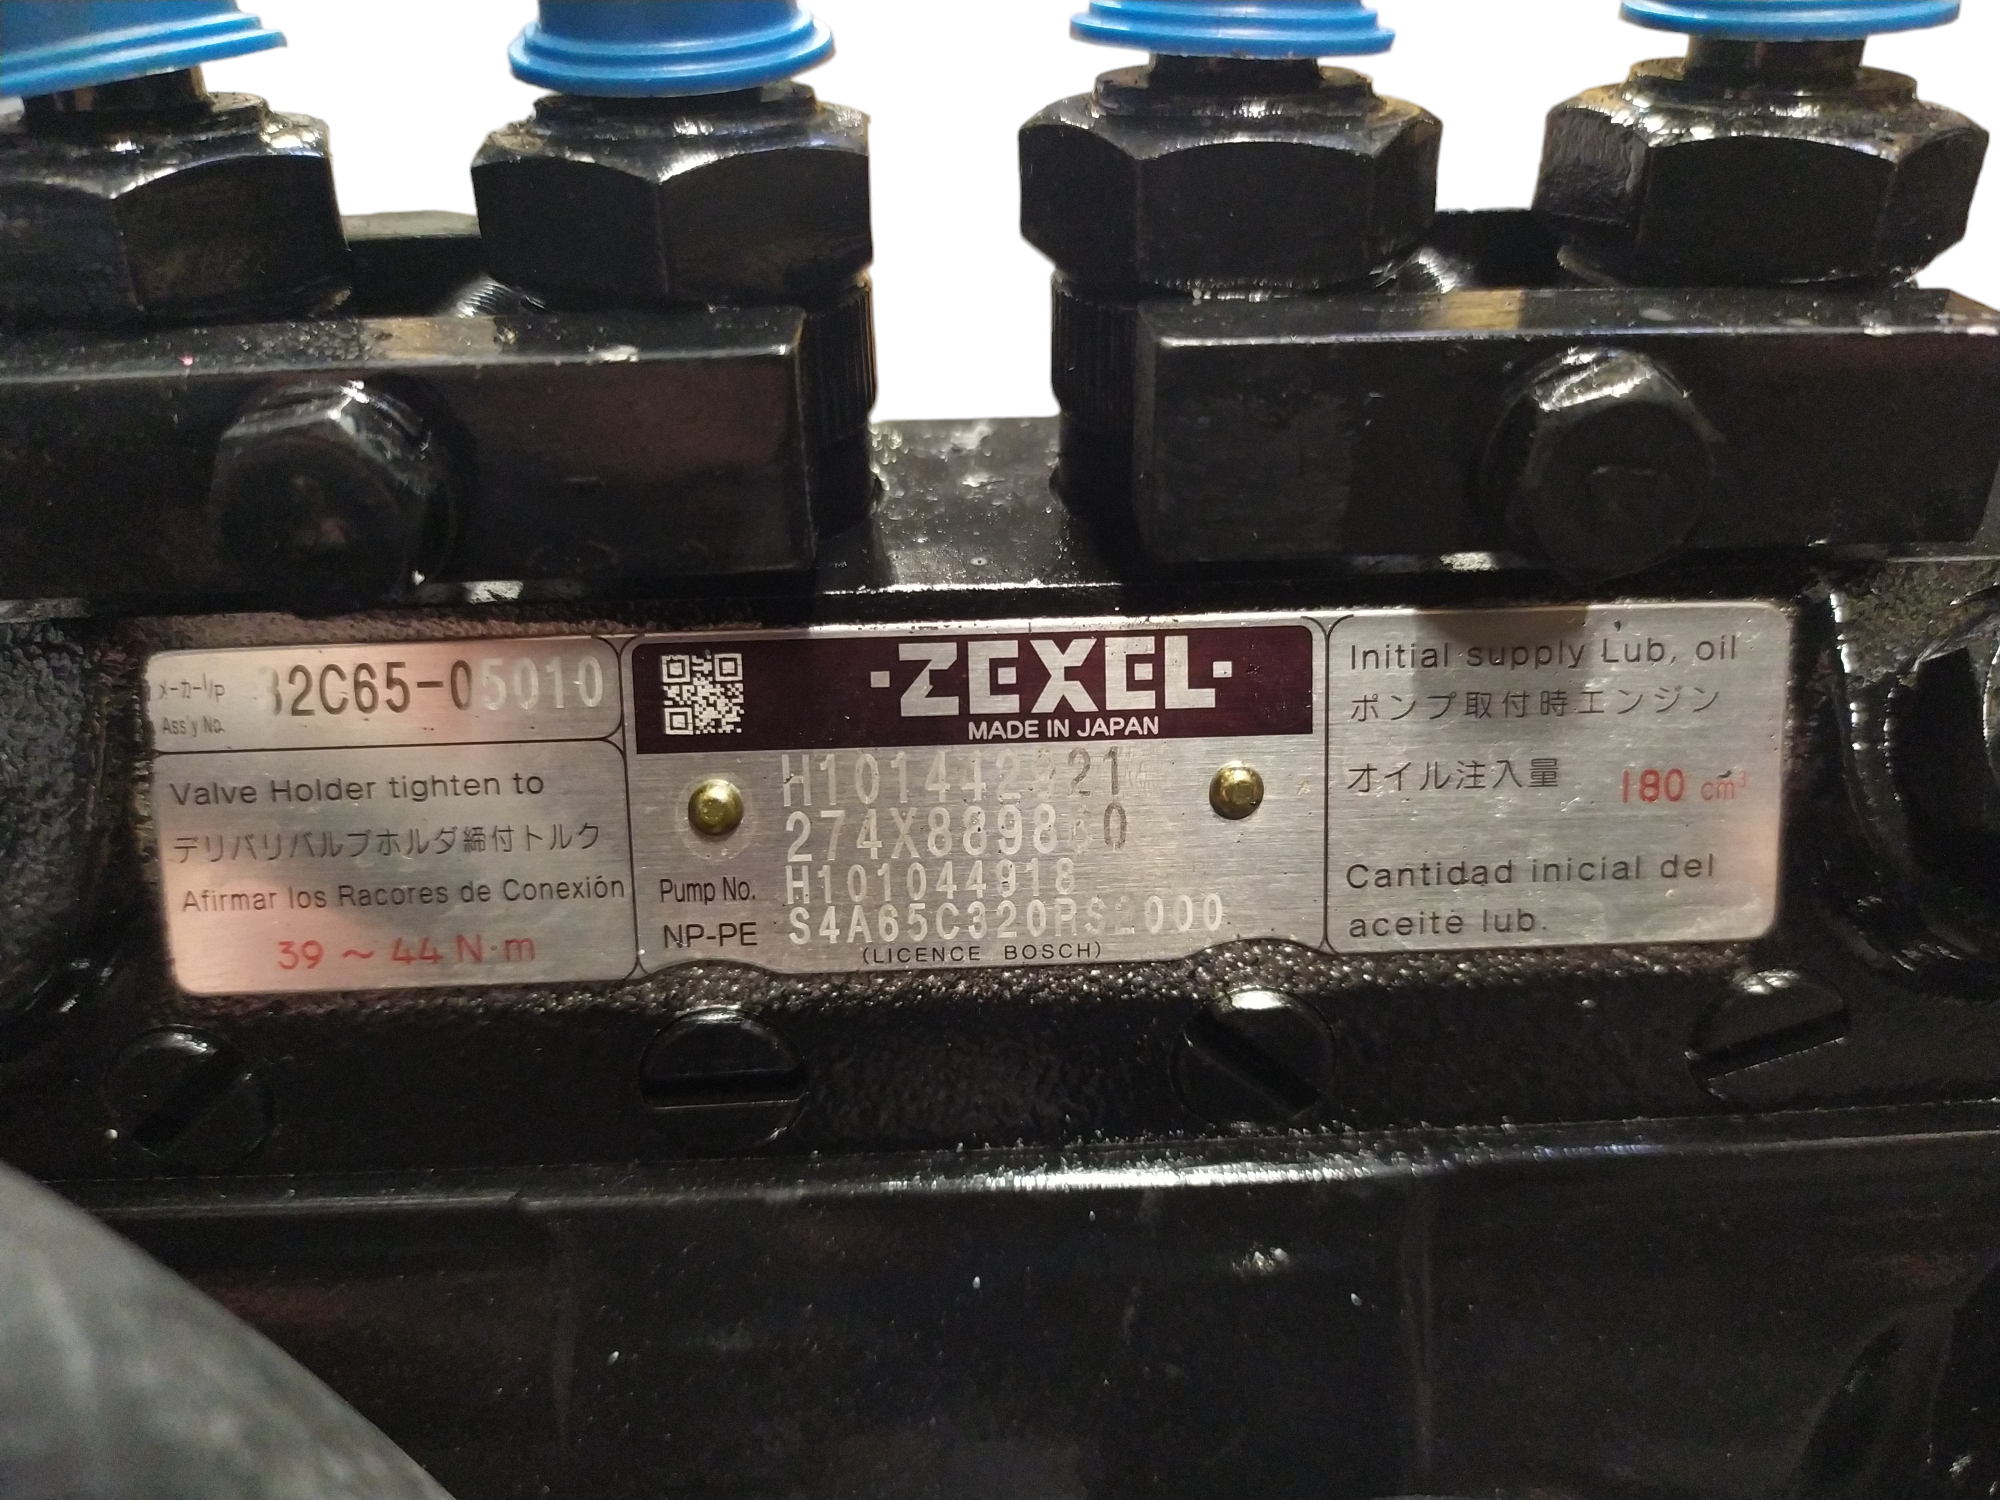 メーカーI/P
Ass'y No.
32C65-05010
Valve Holder tighten to
デリバリバルブホルダ締付トルク
Afirmar los Racores de Conexión
39 ~ 44 N·m
·ZEXEL·
MADE IN JAPAN
H101442921
274X889860
Pump No. H101044918
NP-PE S4A65C320RS2000
(LICENCE BOSCH)
Initial supply Lub, oil
ポンプ取付時エンジン
オイル注入量 180 cm³
Cantidad inicial del
aceite lub.